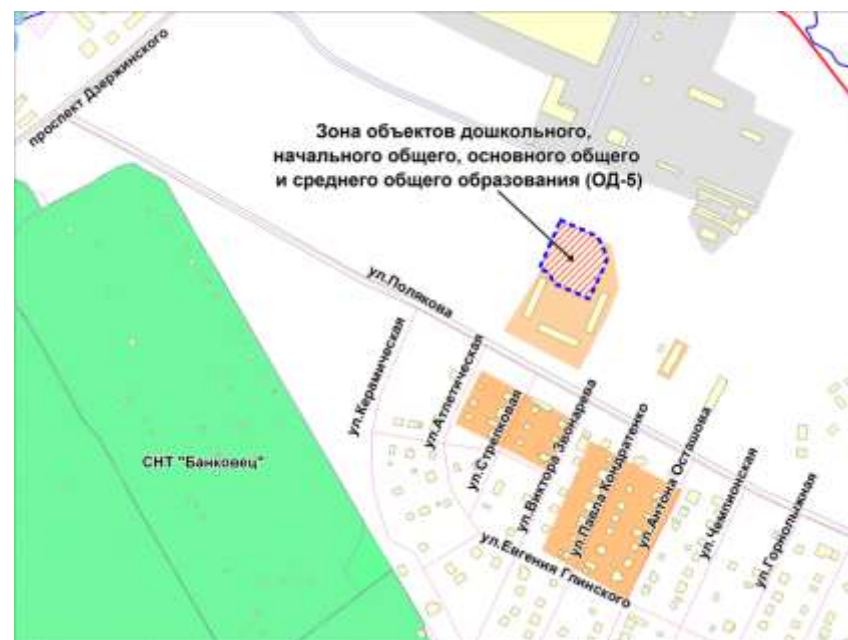 проспект Дзержинского
Зона объектов дошкольного,
начального общего, основного общего
и среднего общего образования (ОД-5)
ул.Полякова
ул.Керамическая
ул.Атлетическая
ул.Стрелковая
ул.Виктора Звонарева
ул.Павла Кондратенко
ул.Антона Осташова
ул.Чемпионская
ул.Горнолыжная
СНТ "Банковец"
ул.Евгения Глинского